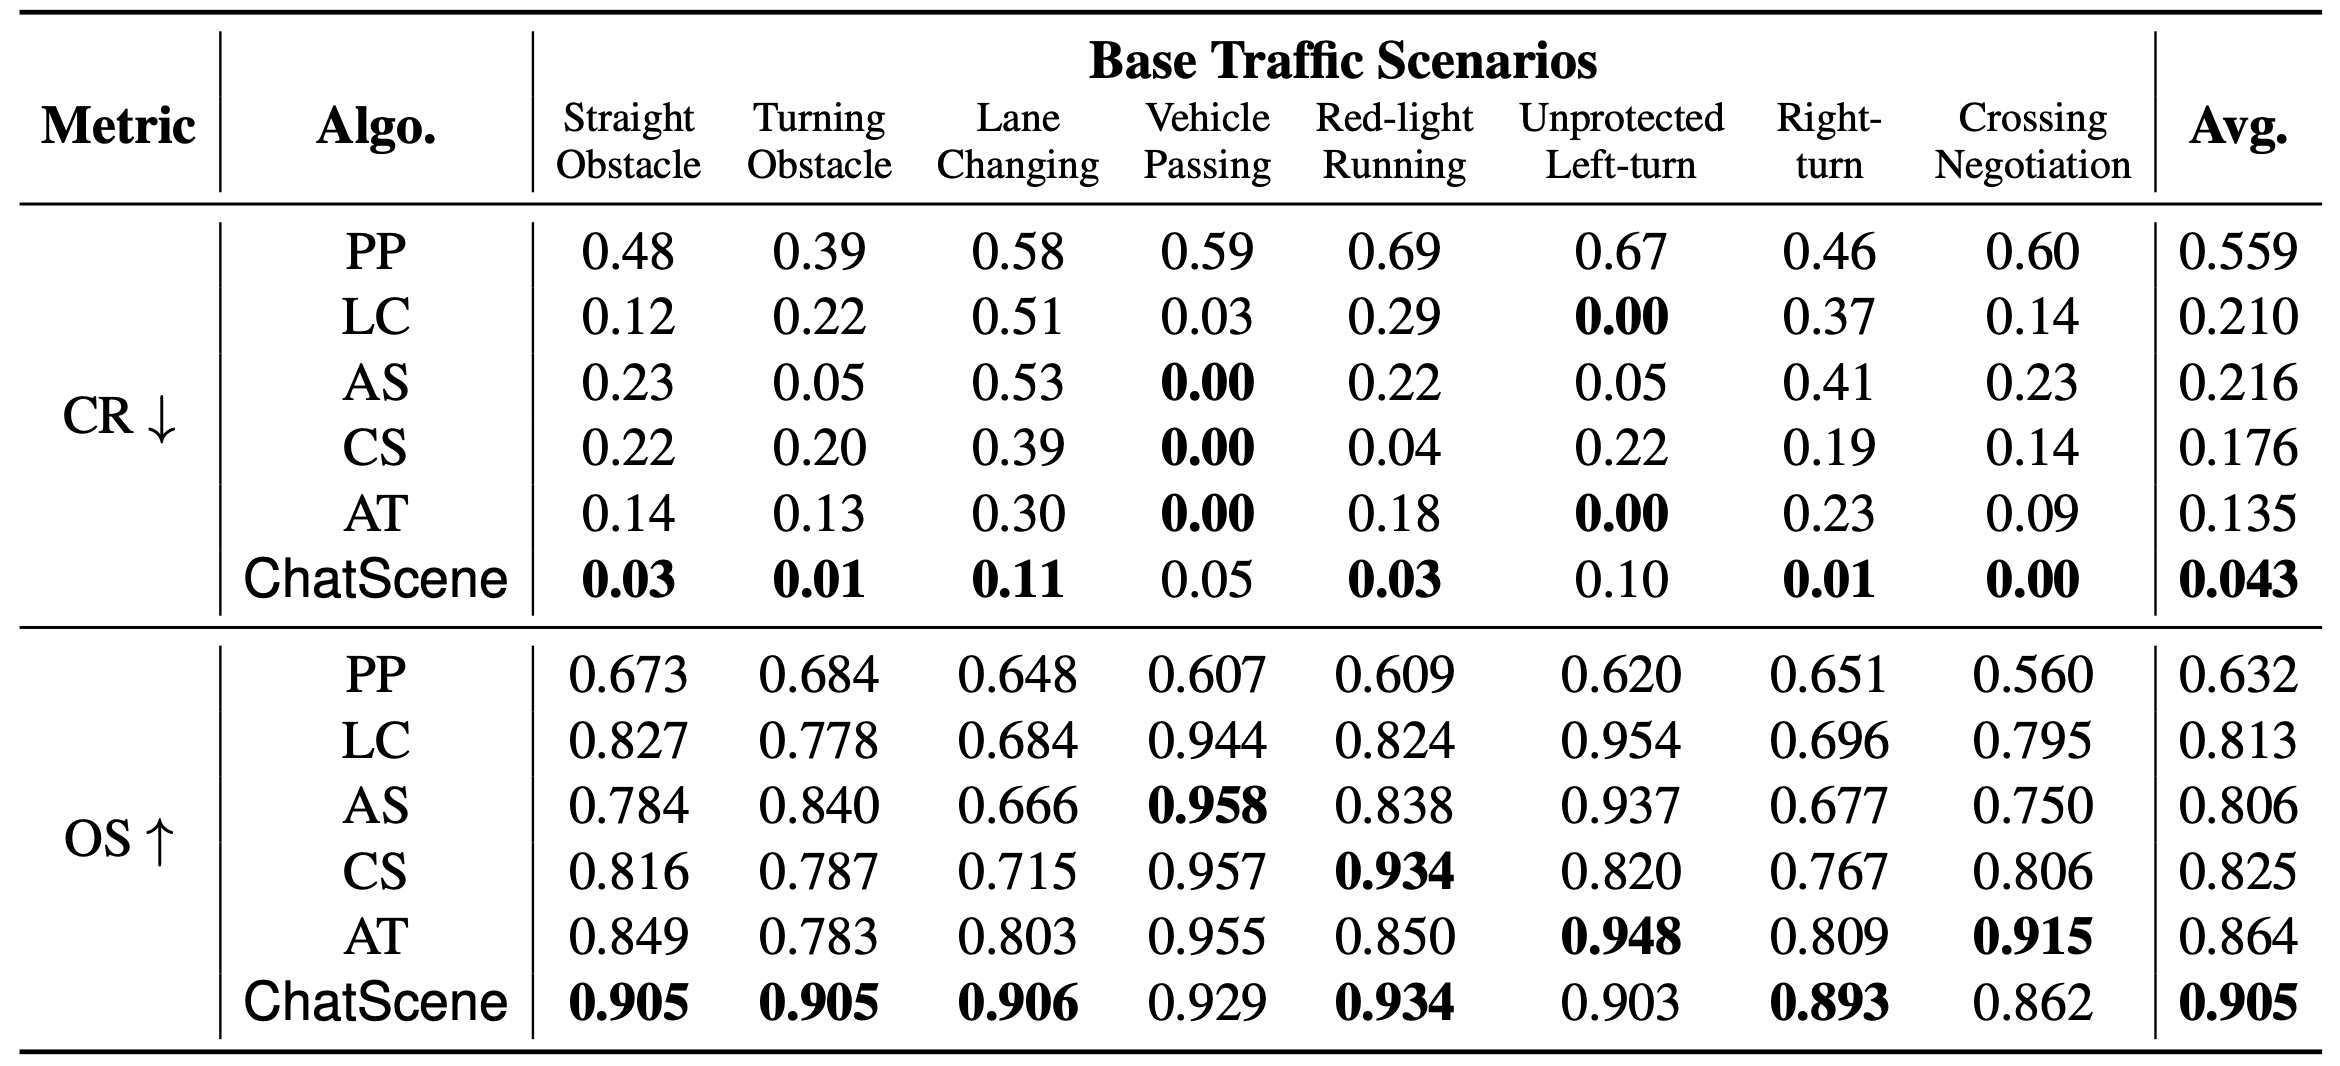 Base Traffic Scenarios
Metric Algo. Straight Obstacle Turning Obstacle Lane Changing Vehicle Passing Red-light Running Unprotected Left-turn Right-turn Crossing Negotiation Avg.
CR ↓
PP 0.48 0.39 0.58 0.59 0.69 0.67 0.46 0.60 0.559
LC 0.12 0.22 0.51 0.03 0.29 0.00 0.37 0.14 0.210
AS 0.23 0.05 0.53 0.00 0.22 0.05 0.41 0.23 0.216
CS 0.22 0.20 0.39 0.00 0.04 0.22 0.19 0.14 0.176
AT 0.14 0.13 0.30 0.00 0.18 0.00 0.23 0.09 0.135
ChatScene 0.03 0.01 0.11 0.05 0.03 0.10 0.01 0.00 0.043
OS ↑
PP 0.673 0.684 0.648 0.607 0.609 0.620 0.651 0.560 0.632
LC 0.827 0.778 0.684 0.944 0.824 0.954 0.696 0.795 0.813
AS 0.784 0.840 0.666 0.958 0.838 0.937 0.677 0.750 0.806
CS 0.816 0.787 0.715 0.957 0.934 0.820 0.767 0.806 0.825
AT 0.849 0.783 0.803 0.955 0.850 0.948 0.809 0.915 0.864
ChatScene 0.905 0.905 0.906 0.929 0.934 0.903 0.893 0.862 0.905